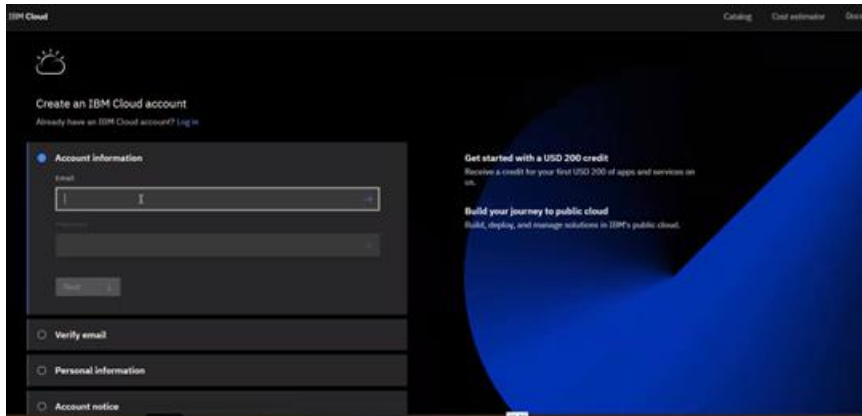 IBM Cloud
Catalog Cost estimator Docs
Create an IBM Cloud account
Already have an IBM Cloud account? Log in
Account information
Email
Password
Next
Verify email
Personal information
Account notice
Get started with a USD 200 credit
Receive a credit for your first USD 200 of apps and services on
us.
Build your journey to public cloud
Build, deploy, and manage solutions in IBM's public cloud.